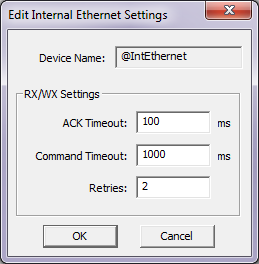 Edit Internal Ethernet Settings
Device Name: @IntEthernet
RX/WX Settings
ACK Timeout: 100 ms
Command Timeout: 1000 ms
Retries: 2
OK Cancel